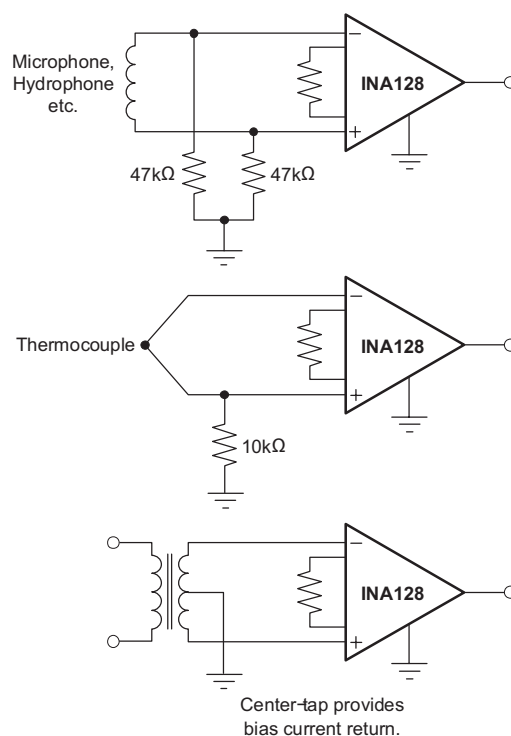 Microphone,
Hydrophone
etc.
−
INA128
+
47kΩ
47kΩ
Thermocouple
−
INA128
+
10kΩ
−
INA128
+
Center-tap provides
bias current return.